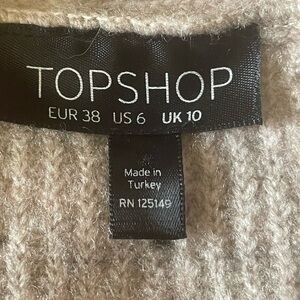 TOPSHOP
EUR 38 US 6 UK 10
Made in
Turkey
RN 125149